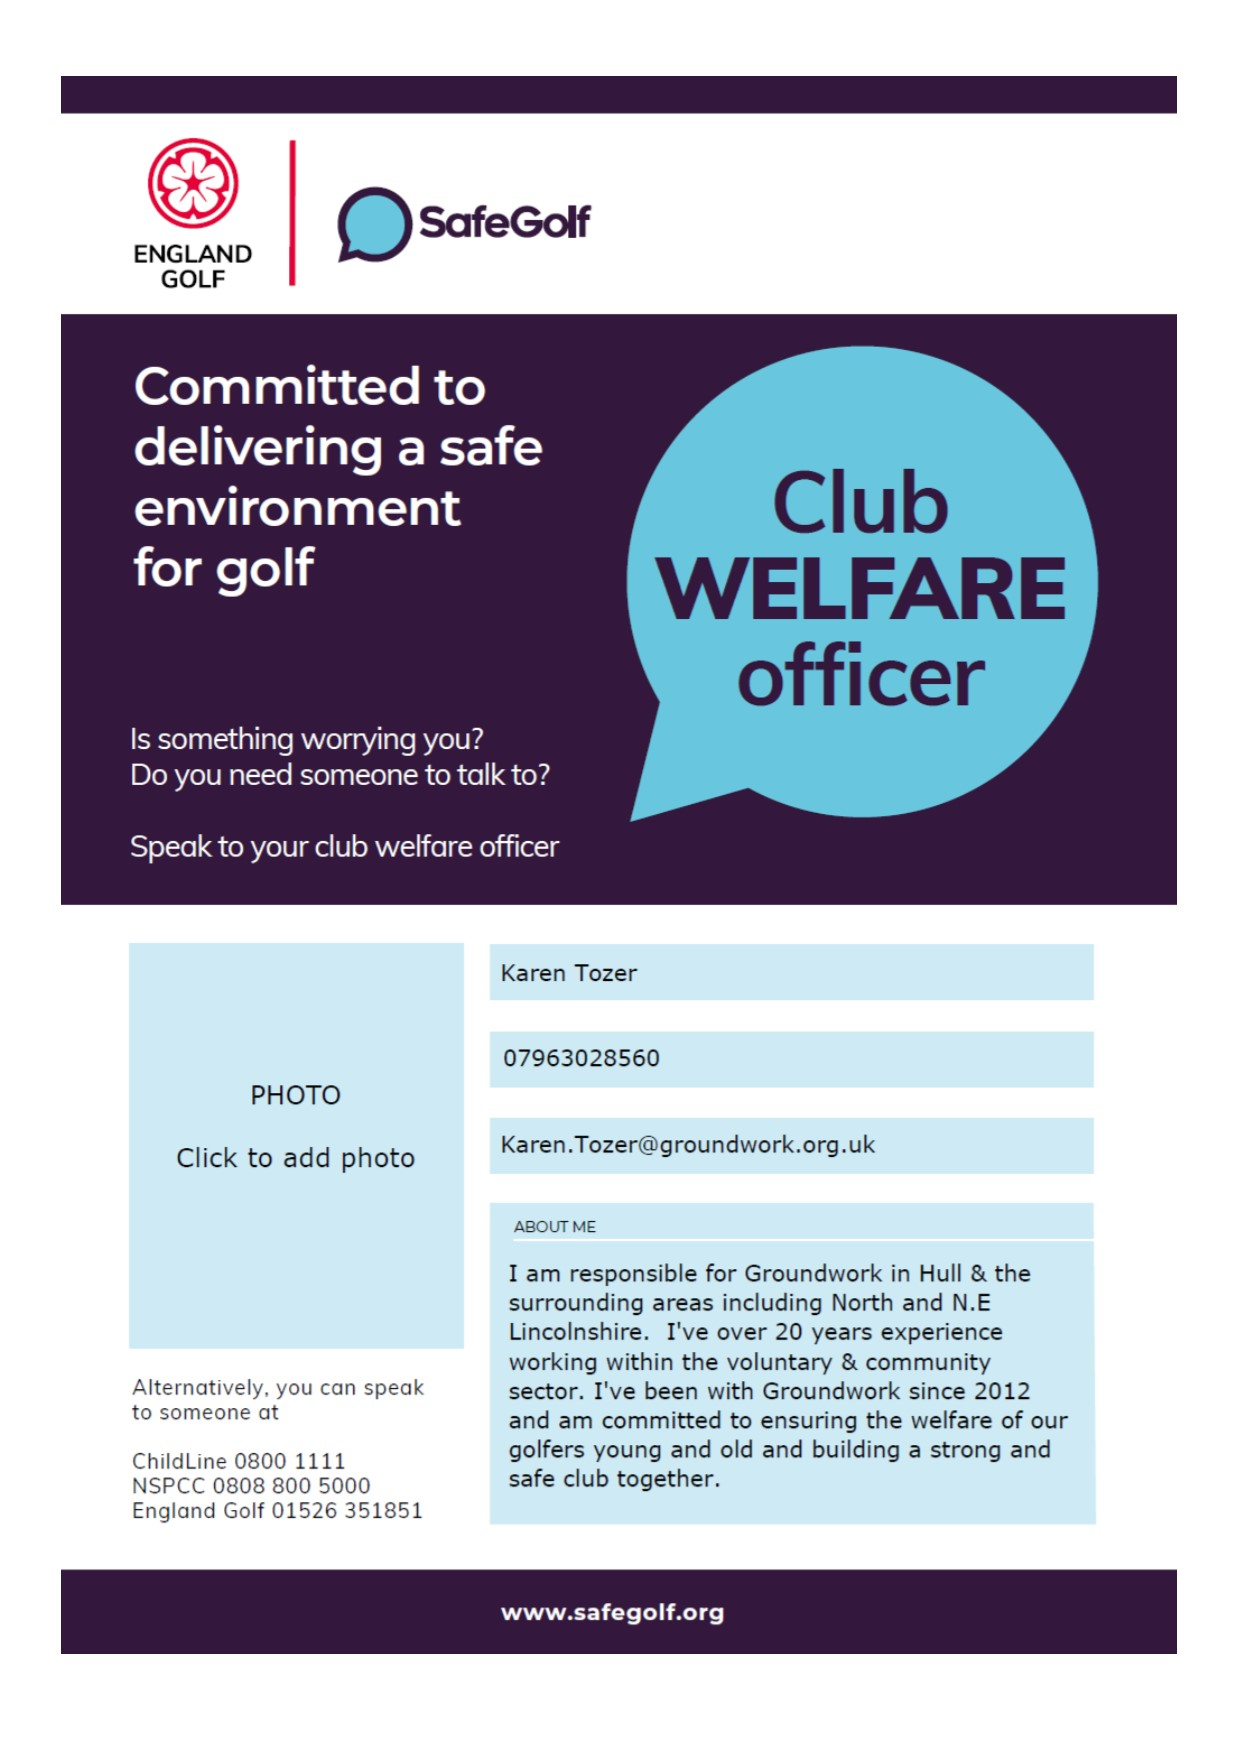 ENGLAND
GOLF
SafeGolf
Committed to
delivering a safe
environment
for golf
Club
WELFARE
officer
Is something worrying you?
Do you need someone to talk to?
Speak to your club welfare officer
PHOTO
Click to add photo
Karen Tozer
07963028560
Karen.Tozer@groundwork.org.uk
ABOUT ME
I am responsible for Groundwork in Hull & the
surrounding areas including North and N.E
Lincolnshire.  I've over 20 years experience
working within the voluntary & community
sector. I've been with Groundwork since 2012
and am committed to ensuring the welfare of our
golfers young and old and building a strong and
safe club together.
Alternatively, you can speak
to someone at
ChildLine 0800 1111
NSPCC 0808 800 5000
England Golf 01526 351851
www.safegolf.org